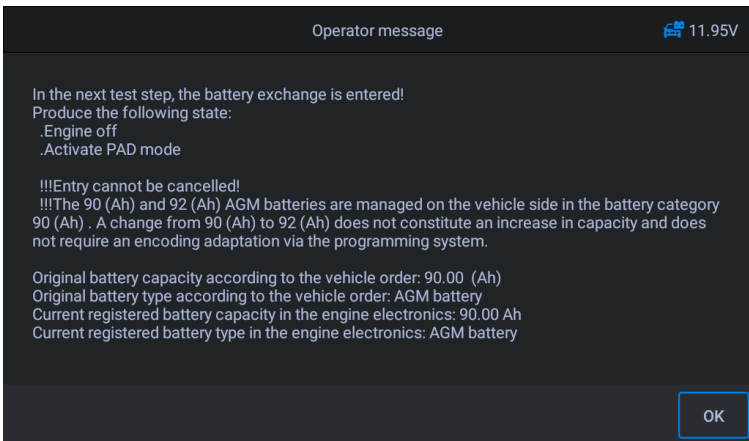 Operator message
11.95V
In the next test step, the battery exchange is entered!
Produce the following state:
.Engine off
.Activate PAD mode
!!!Entry cannot be cancelled!
!!!The 90 (Ah) and 92 (Ah) AGM batteries are managed on the vehicle side in the battery category
90 (Ah) . A change from 90 (Ah) to 92 (Ah) does not constitute an increase in capacity and does
not require an encoding adaptation via the programming system.
Original battery capacity according to the vehicle order: 90.00  (Ah)
Original battery type according to the vehicle order: AGM battery
Current registered battery capacity in the engine electronics: 90.00 Ah
Current registered battery type in the engine electronics: AGM battery
OK